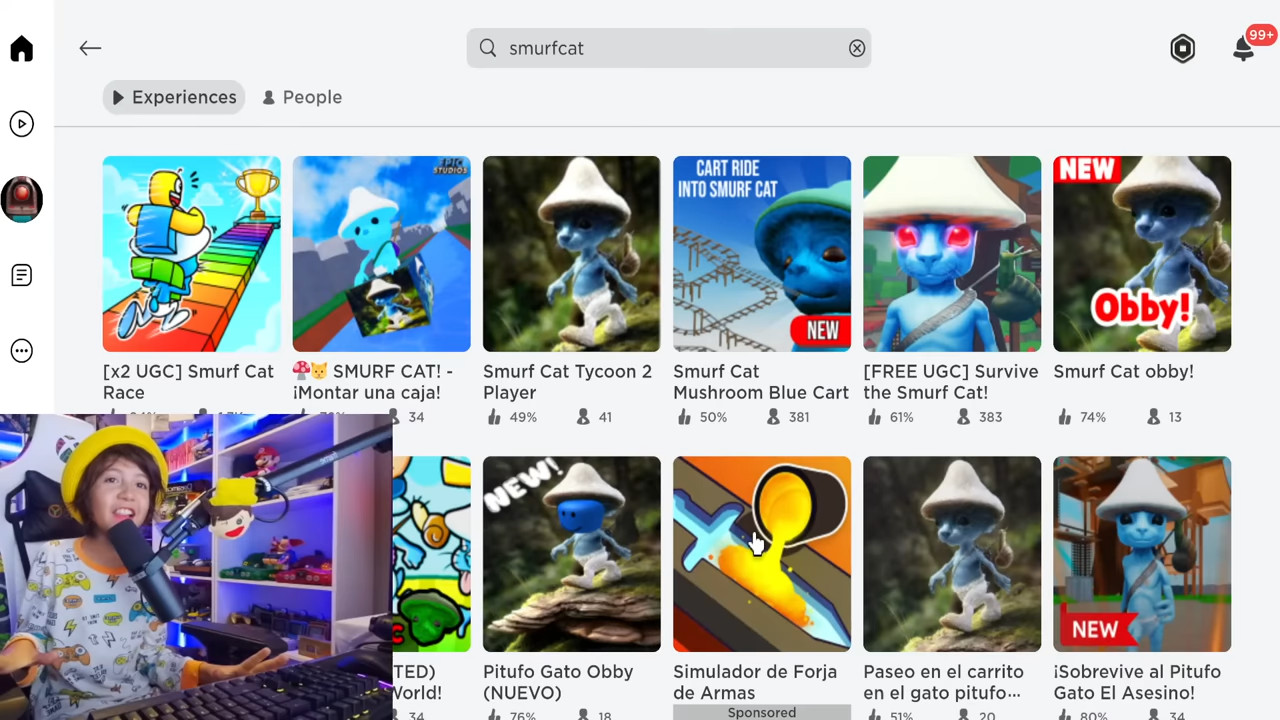 smurfcat
99+
Experiences
People
EPIC
STUDIOS
CART RIDE
INTO SMURF CAT
NEW
NEW
Obby!
[x2 UGC] Smurf Cat
Race
SMURF CAT! -
¡Montar una caja!
Smurf Cat Tycoon 2
Player
Smurf Cat
Mushroom Blue Cart
[FREE UGC] Survive
the Smurf Cat!
Smurf Cat obby!
34
49%
41
50%
381
61%
383
74%
13
NEW!
NEW
TED)
World!
Pitufo Gato Obby
(NUEVO)
Simulador de Forja
de Armas
Paseo en el carrito
en el gato pitufo...
¡Sobrevive al Pitufo
Gato El Asesino!
34
76%
18
Sponsored
51%
20
80%
34